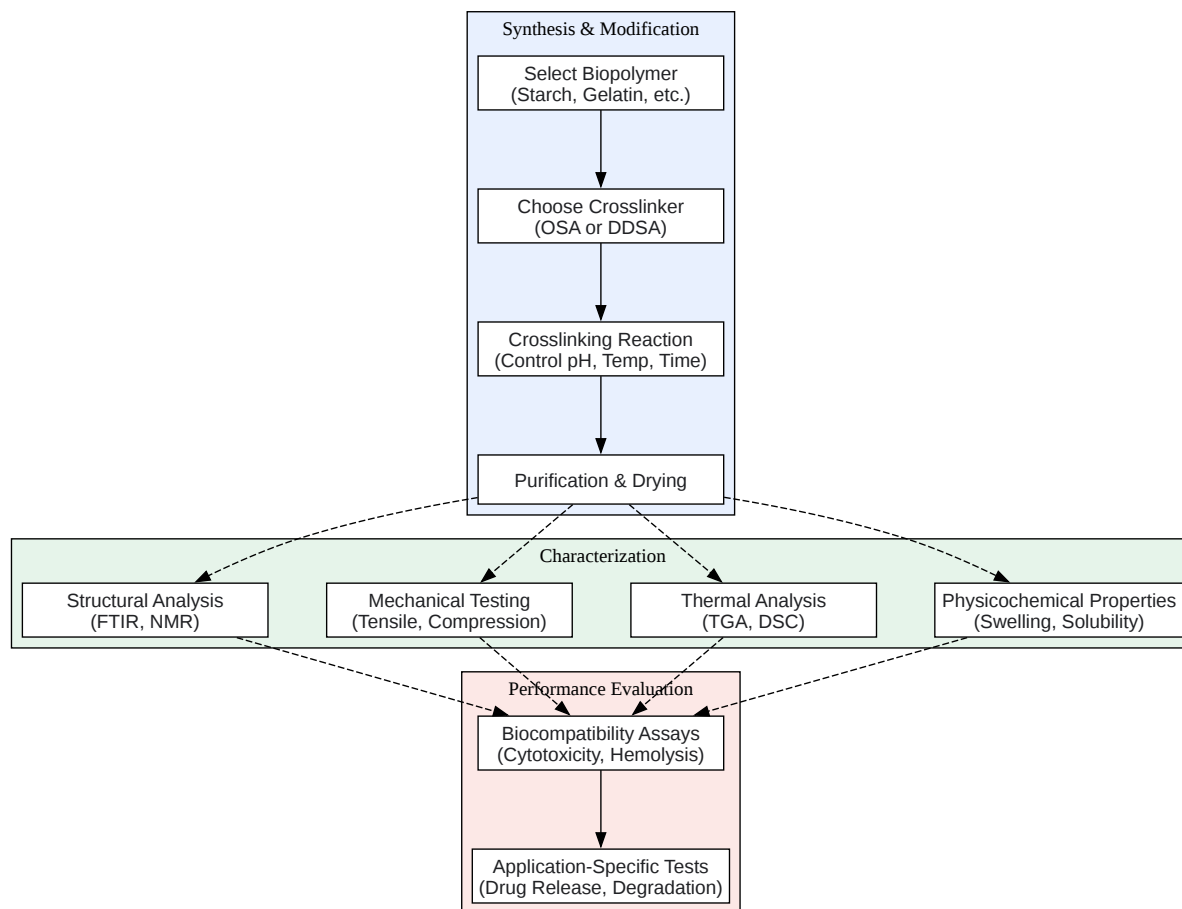 Synthesis & Modification
Select Biopolymer
(Starch, Gelatin, etc.)
Choose Crosslinker
(OSA or DDSA)
Crosslinking Reaction
(Control pH, Temp, Time)
Purification & Drying
Characterization
Structural Analysis
(FTIR, NMR)
Mechanical Testing
(Tensile, Compression)
Thermal Analysis
(TGA, DSC)
Physicochemical Properties
(Swelling, Solubility)
Performance Evaluation
Biocompatibility Assays
(Cytotoxicity, Hemolysis)
Application-Specific Tests
(Drug Release, Degradation)